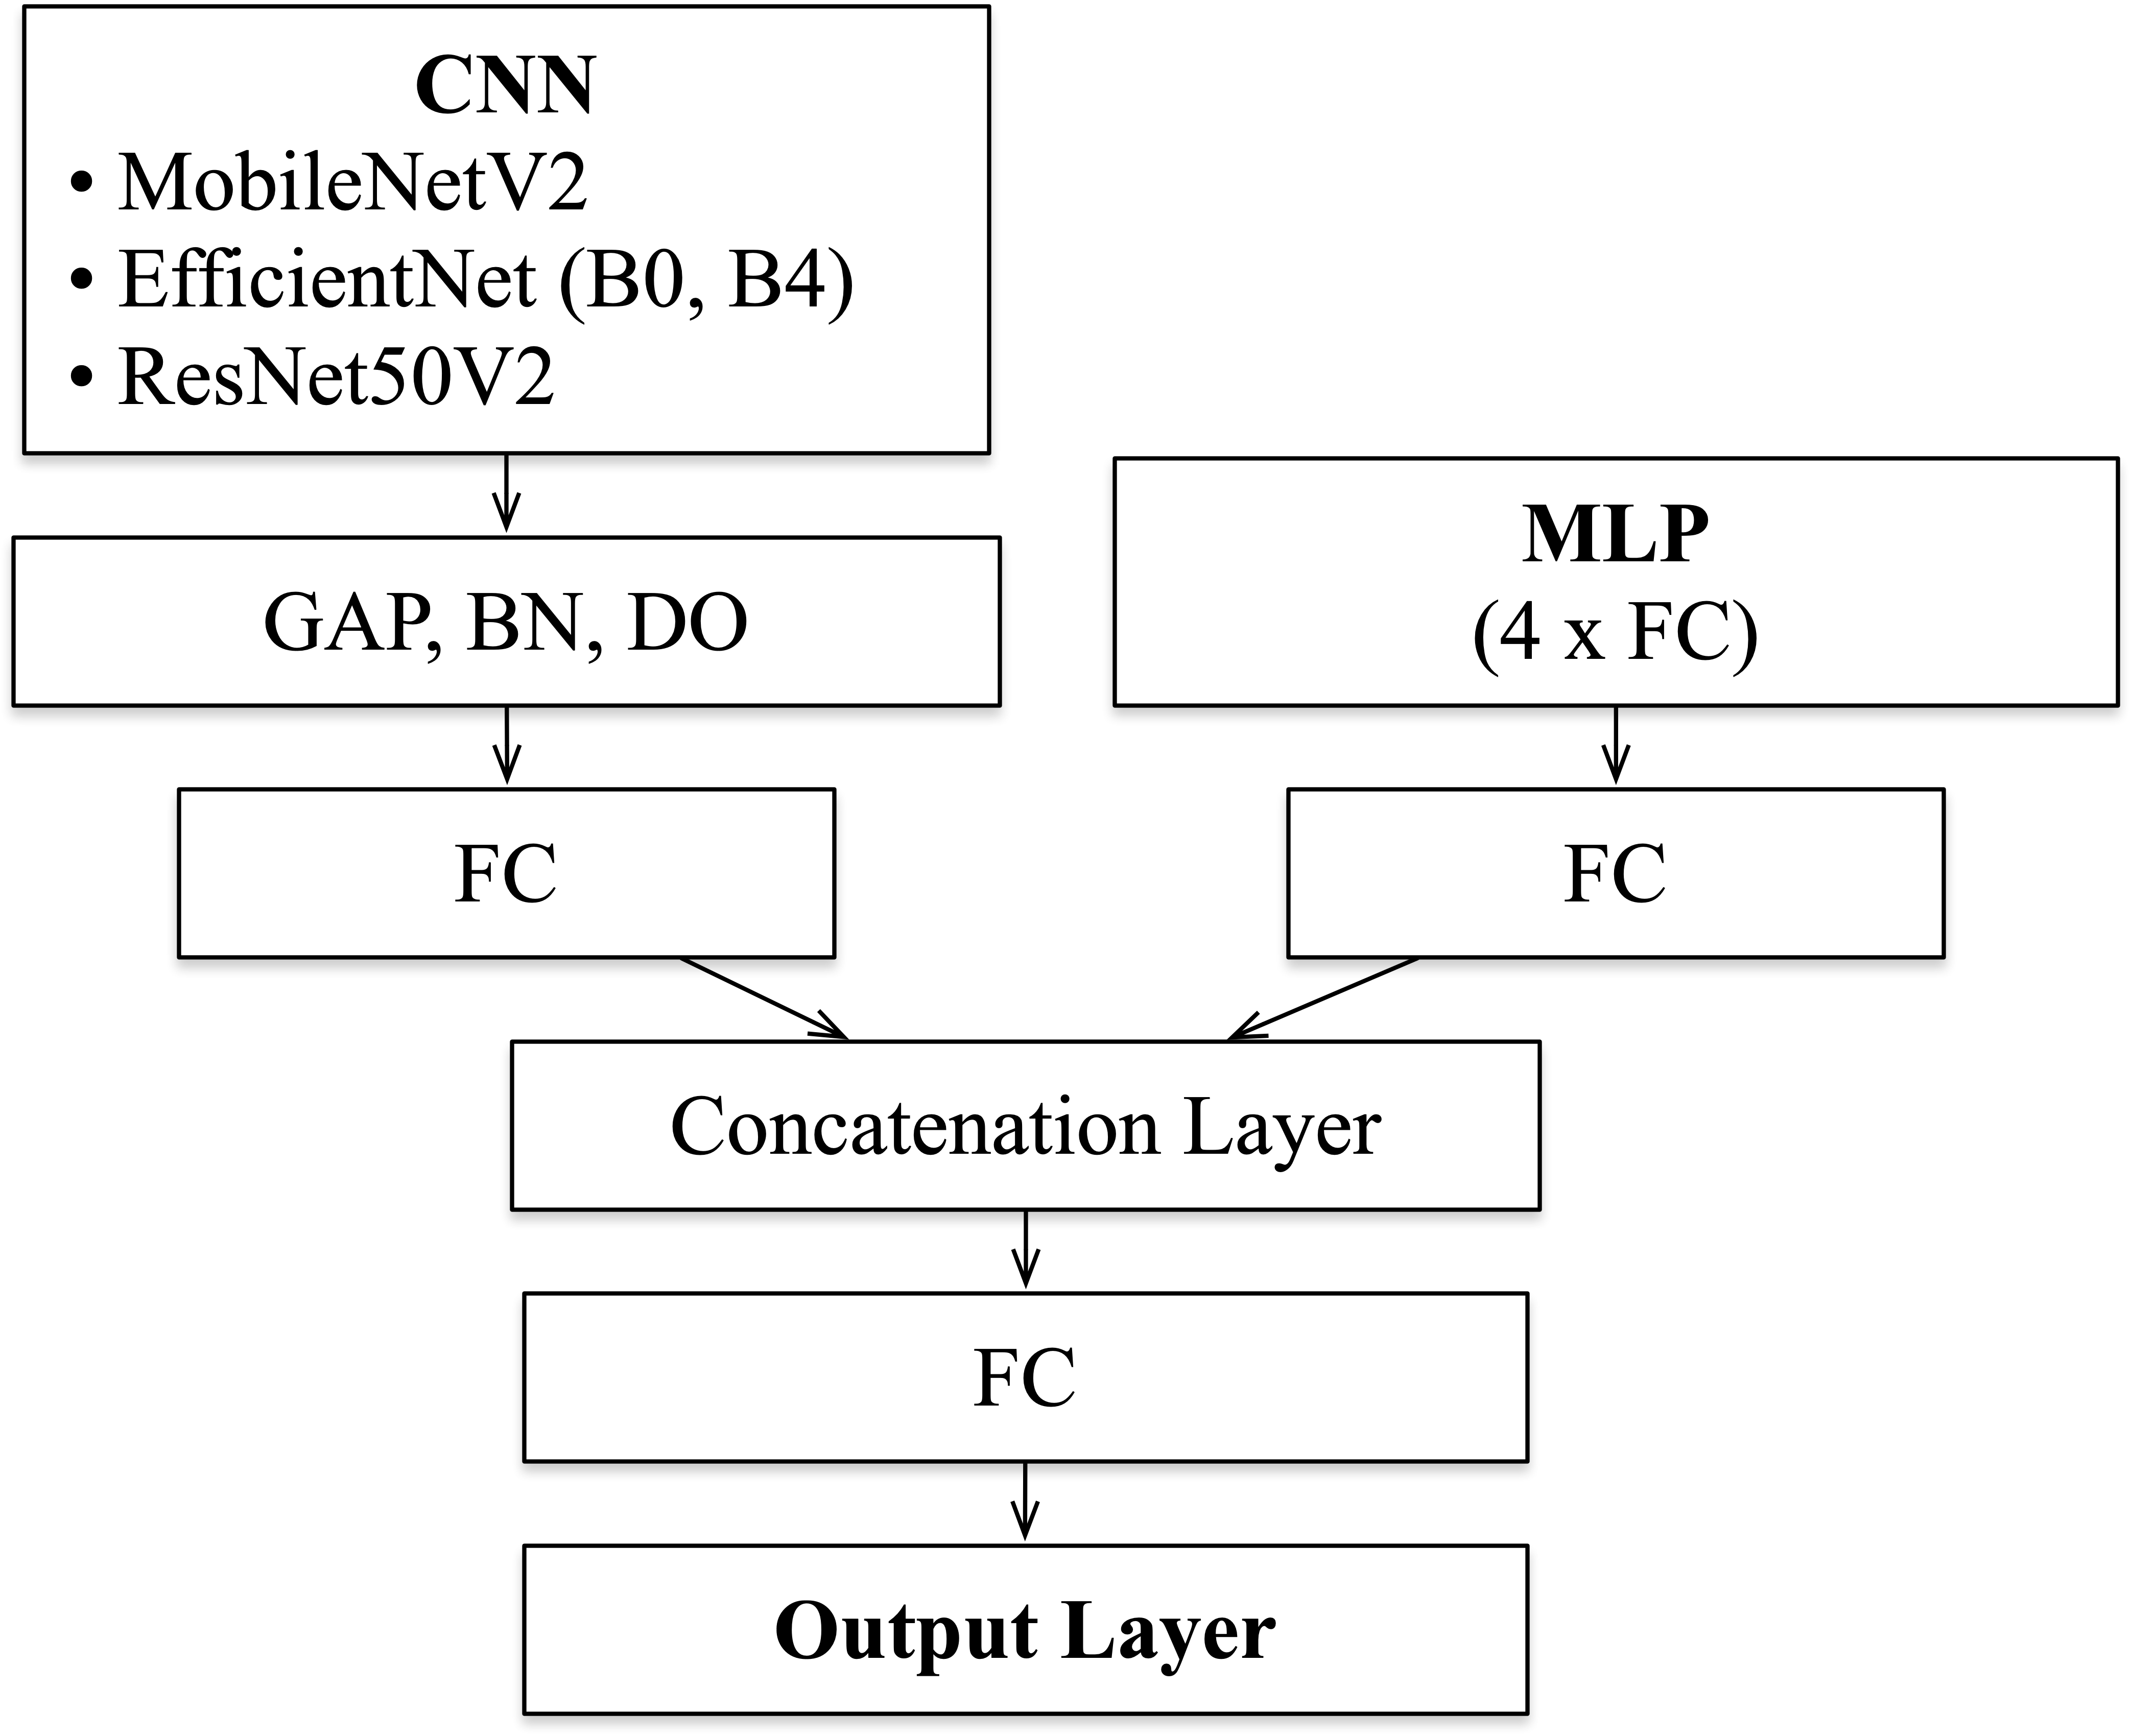 CNN
• MobileNetV2
• EfficientNet (B0, B4)
• ResNet50V2
GAP, BN, DO
FC
MLP
(4 x FC)
FC
Concatenation Layer
FC
Output Layer